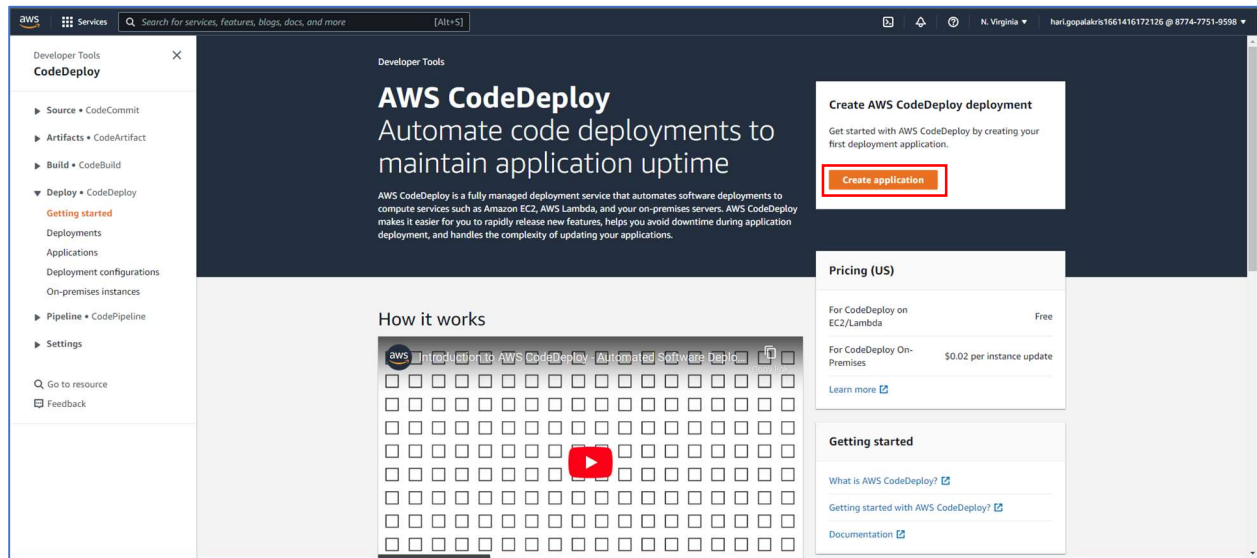 aws
Services
Search for services, features, blogs, docs, and more
[Alt+S]
N. Virginia
hari.gopalakris1661416172126 @ 8774-7751-9598
Developer Tools
CodeDeploy
Source • CodeCommit
Artifacts • CodeArtifact
Build • CodeBuild
Deploy • CodeDeploy
Getting started
Deployments
Applications
Deployment configurations
On-premises instances
Pipeline • CodePipeline
Settings
Go to resource
Feedback
Developer Tools
AWS CodeDeploy
Automate code deployments to
maintain application uptime
AWS CodeDeploy is a fully managed deployment service that automates software deployments to
compute services such as Amazon EC2, AWS Lambda, and your on-premises servers. AWS CodeDeploy
makes it easier for you to rapidly release new features, helps you avoid downtime during application
deployment, and handles the complexity of updating your applications.
Create AWS CodeDeploy deployment
Get started with AWS CodeDeploy by creating your
first deployment application.
Create application
Pricing (US)
For CodeDeploy on
EC2/Lambda
Free
For CodeDeploy On-
Premises
$0.02 per instance update
Learn more
How it works
aws
Introduction to AWS CodeDeploy - Automated Software Deplo...
Getting started
What is AWS CodeDeploy?
Getting started with AWS CodeDeploy?
Documentation